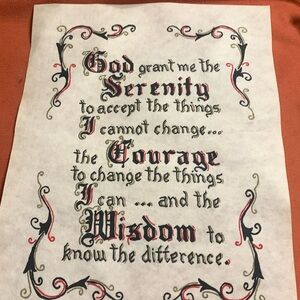 God grant me the
Serenity
to accept the things
I cannot change...
the Courage
to change the things
I can ... and the
Wisdom to
know the difference.